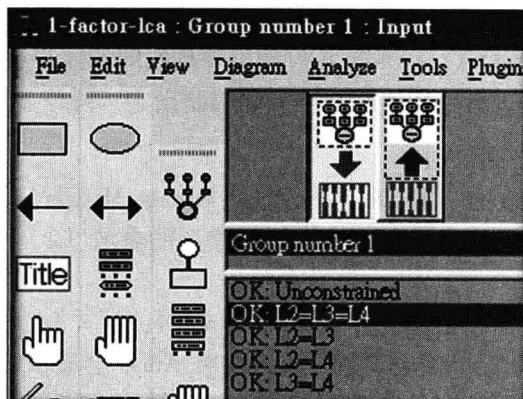 1-factor-lca : Group number 1 : Input
File Edit View Diagram Analyze Tools Plugin
Title
Group number 1
OK: Unconstrained
OK: L2=L3=L4
OK: L2=L3
OK: L2=L4
OK: L3=L4